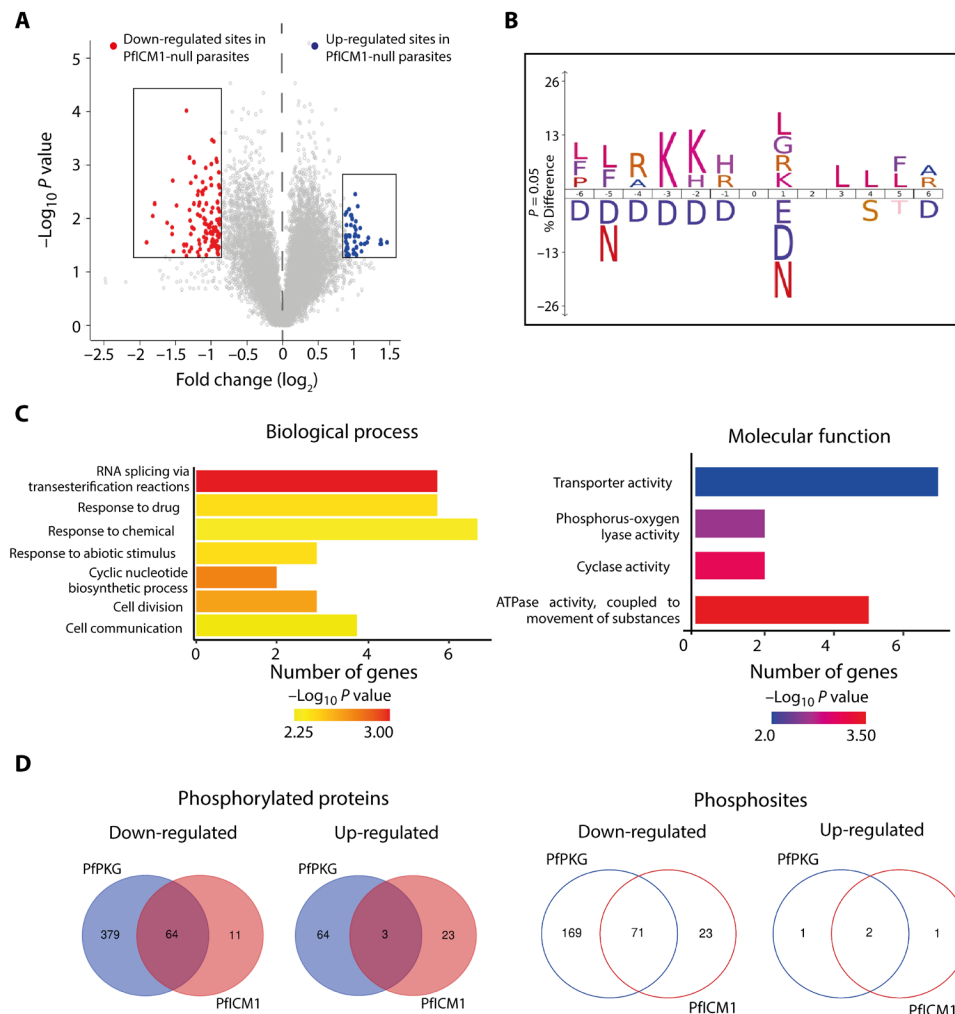 A
Down-regulated sites in
PfICM1-null parasites
Up-regulated sites in
PfICM1-null parasites
5
4
3
2
1
0
–Log10 P value
–2.5 –2 –1.5 –1 –0.5 0 0.5 1 1.5
Fold change (log2)
B
26
13
–13
–26
P = 0.05
% Difference
L F P
L F
R A
K
K H
H R
L G R K
L
L
F L
A R
-6 -5 -4 -3 -2 -1 0 1 2 3 4 5 6
D
D N
D
D
D
D
E D N
S
T
D
C
Biological process
RNA splicing via
transesterification reactions
Response to drug
Response to chemical
Response to abiotic stimulus
Cyclic nucleotide
biosynthetic process
Cell division
Cell communication
0 2 4 6
Number of genes
–Log10 P value
2.25 3.00
Molecular function
Transporter activity
Phosphorus-oxygen
lyase activity
Cyclase activity
ATPase activity, coupled to
movement of substances
0 2 4 6
Number of genes
–Log10 P value
2.0 3.50
D
Phosphorylated proteins
Down-regulated
PfPKG
379 64 11
PfICM1
Up-regulated
PfPKG
64 3 23
PfICM1
Phosphosites
Down-regulated
PfPKG
169 71 23
PfICM1
Up-regulated
PfPKG
1 2 1
PfICM1